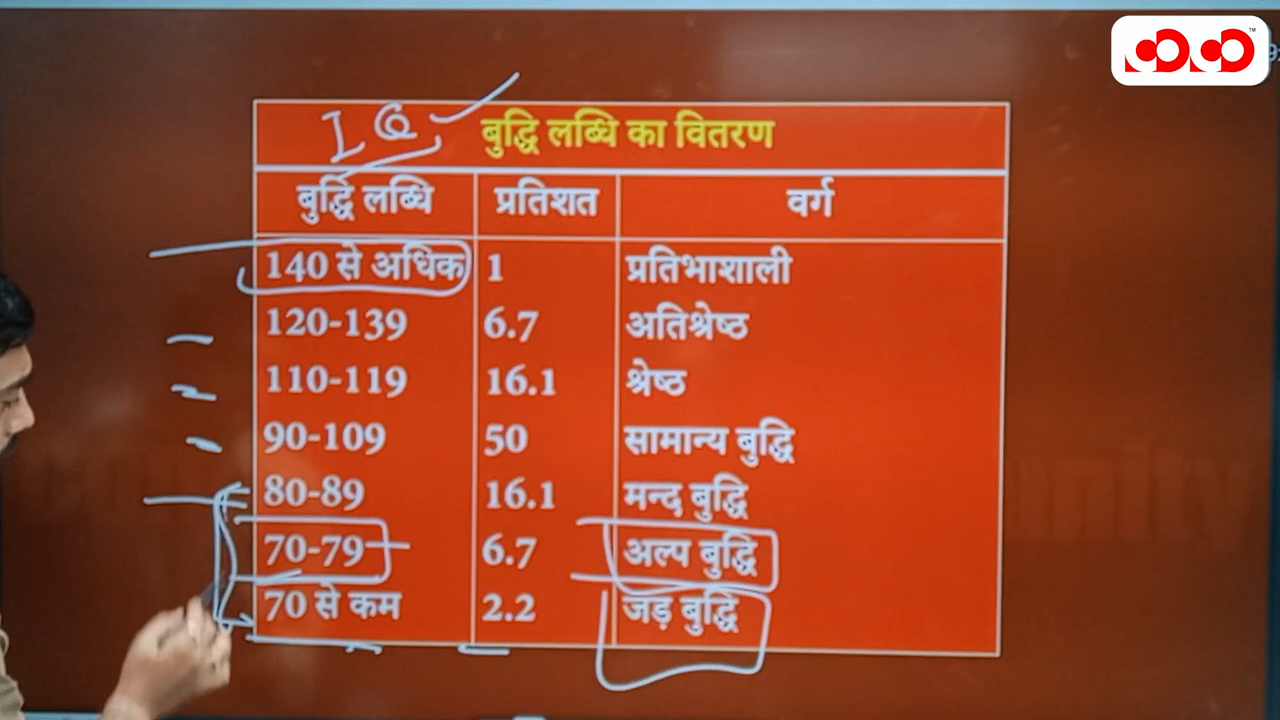 I Q बुद्धि लब्धि का वितरण
बुद्धि लब्धि प्रतिशत वर्ग
140 से अधिक 1 प्रतिभाशाली
120-139 6.7 अतिश्रेष्ठ
110-119 16.1 श्रेष्ठ
90-109 50 सामान्य बुद्धि
80-89 16.1 मन्द बुद्धि
70-79 6.7 अल्प बुद्धि
70 से कम 2.2 जड़ बुद्धि